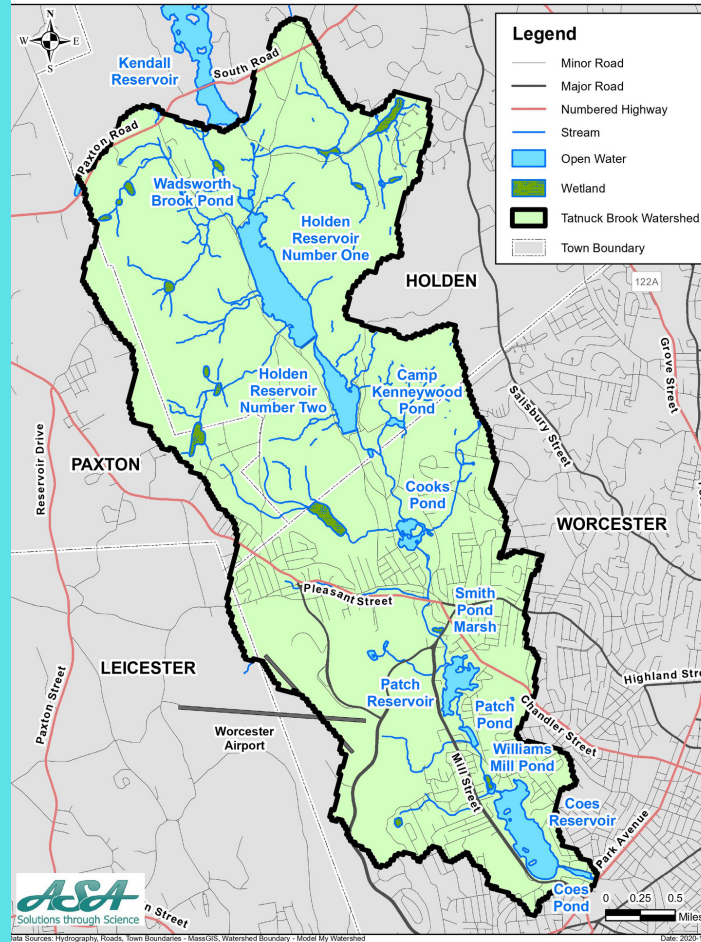 N
W
E
S
Kendall
Reservoir
South Road
Paxton Road
Legend
Minor Road
Major Road
Numbered Highway
Stream
Open Water
Wetland
Tatnuck Brook Watershed
Town Boundary
Wadsworth
Brook Pond
Holden
Reservoir
Number One
HOLDEN
122A
Grove Street
Salisbury Street
Holden
Reservoir
Number Two
Camp
Kenneywood
Pond
Reservoir Drive
PAXTON
Cooks
Pond
WORCESTER
Pleasant Street
Smith
Pond
Marsh
LEICESTER
Paxton Street
Patch
Reservoir
Highland Stre
Patch
Pond
Chandler Street
Worcester
Airport
Williams
Mill Pond
Mill Street
Coes
Reservoir
Park Avenue
Coes
Pond
ASA
Solutions through Science
n Street
0 0.25 0.5
Miles
ata Sources: Hydrography, Roads, Town Boundaries - MassGIS, Watershed Boundary - Model My Watershed
Date: 2020-